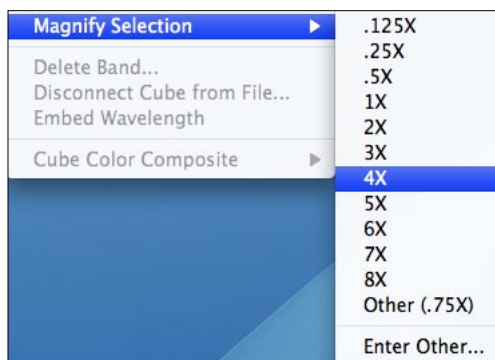 Magnify Selection
Delete Band...
Disconnect Cube from File...
Embed Wavelength
Cube Color Composite
.125X
.25X
.5X
1X
2X
3X
4X
5X
6X
7X
8X
Other (.75X)
Enter Other...